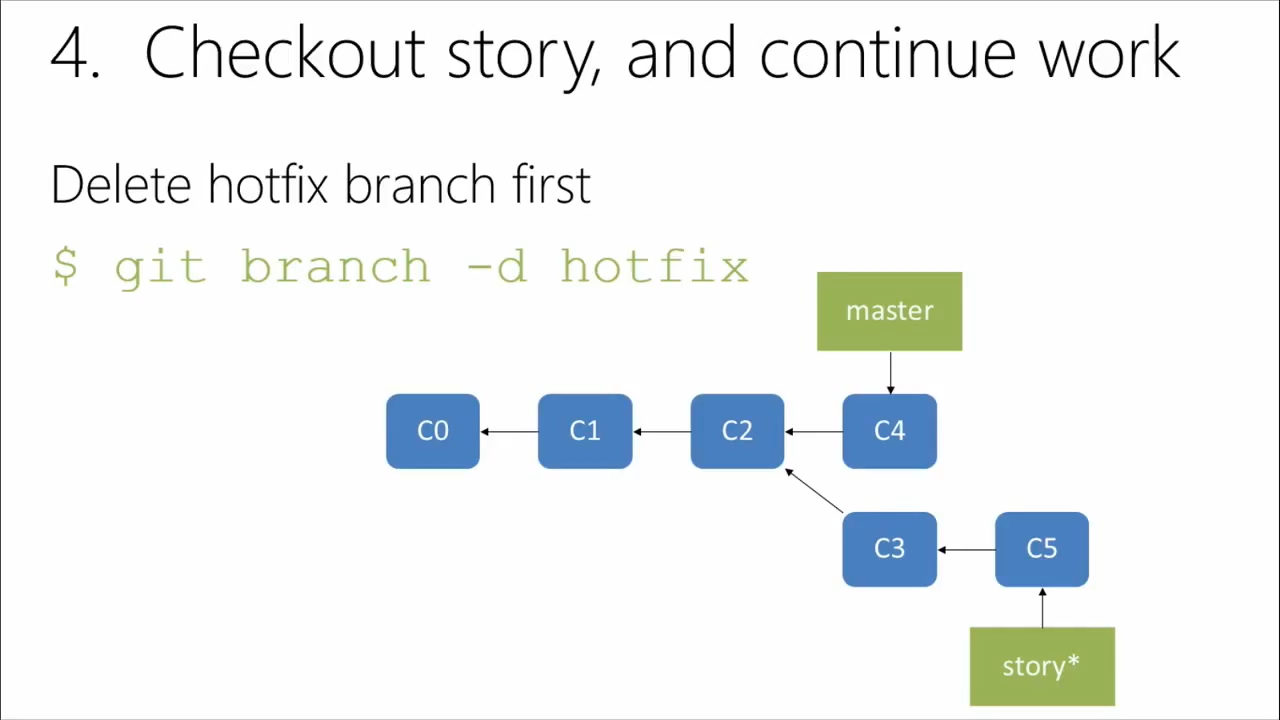 4. Checkout story, and continue work
Delete hotfix branch first
$ git branch -d hotfix
master
C0
C1
C2
C4
C3
C5
story*